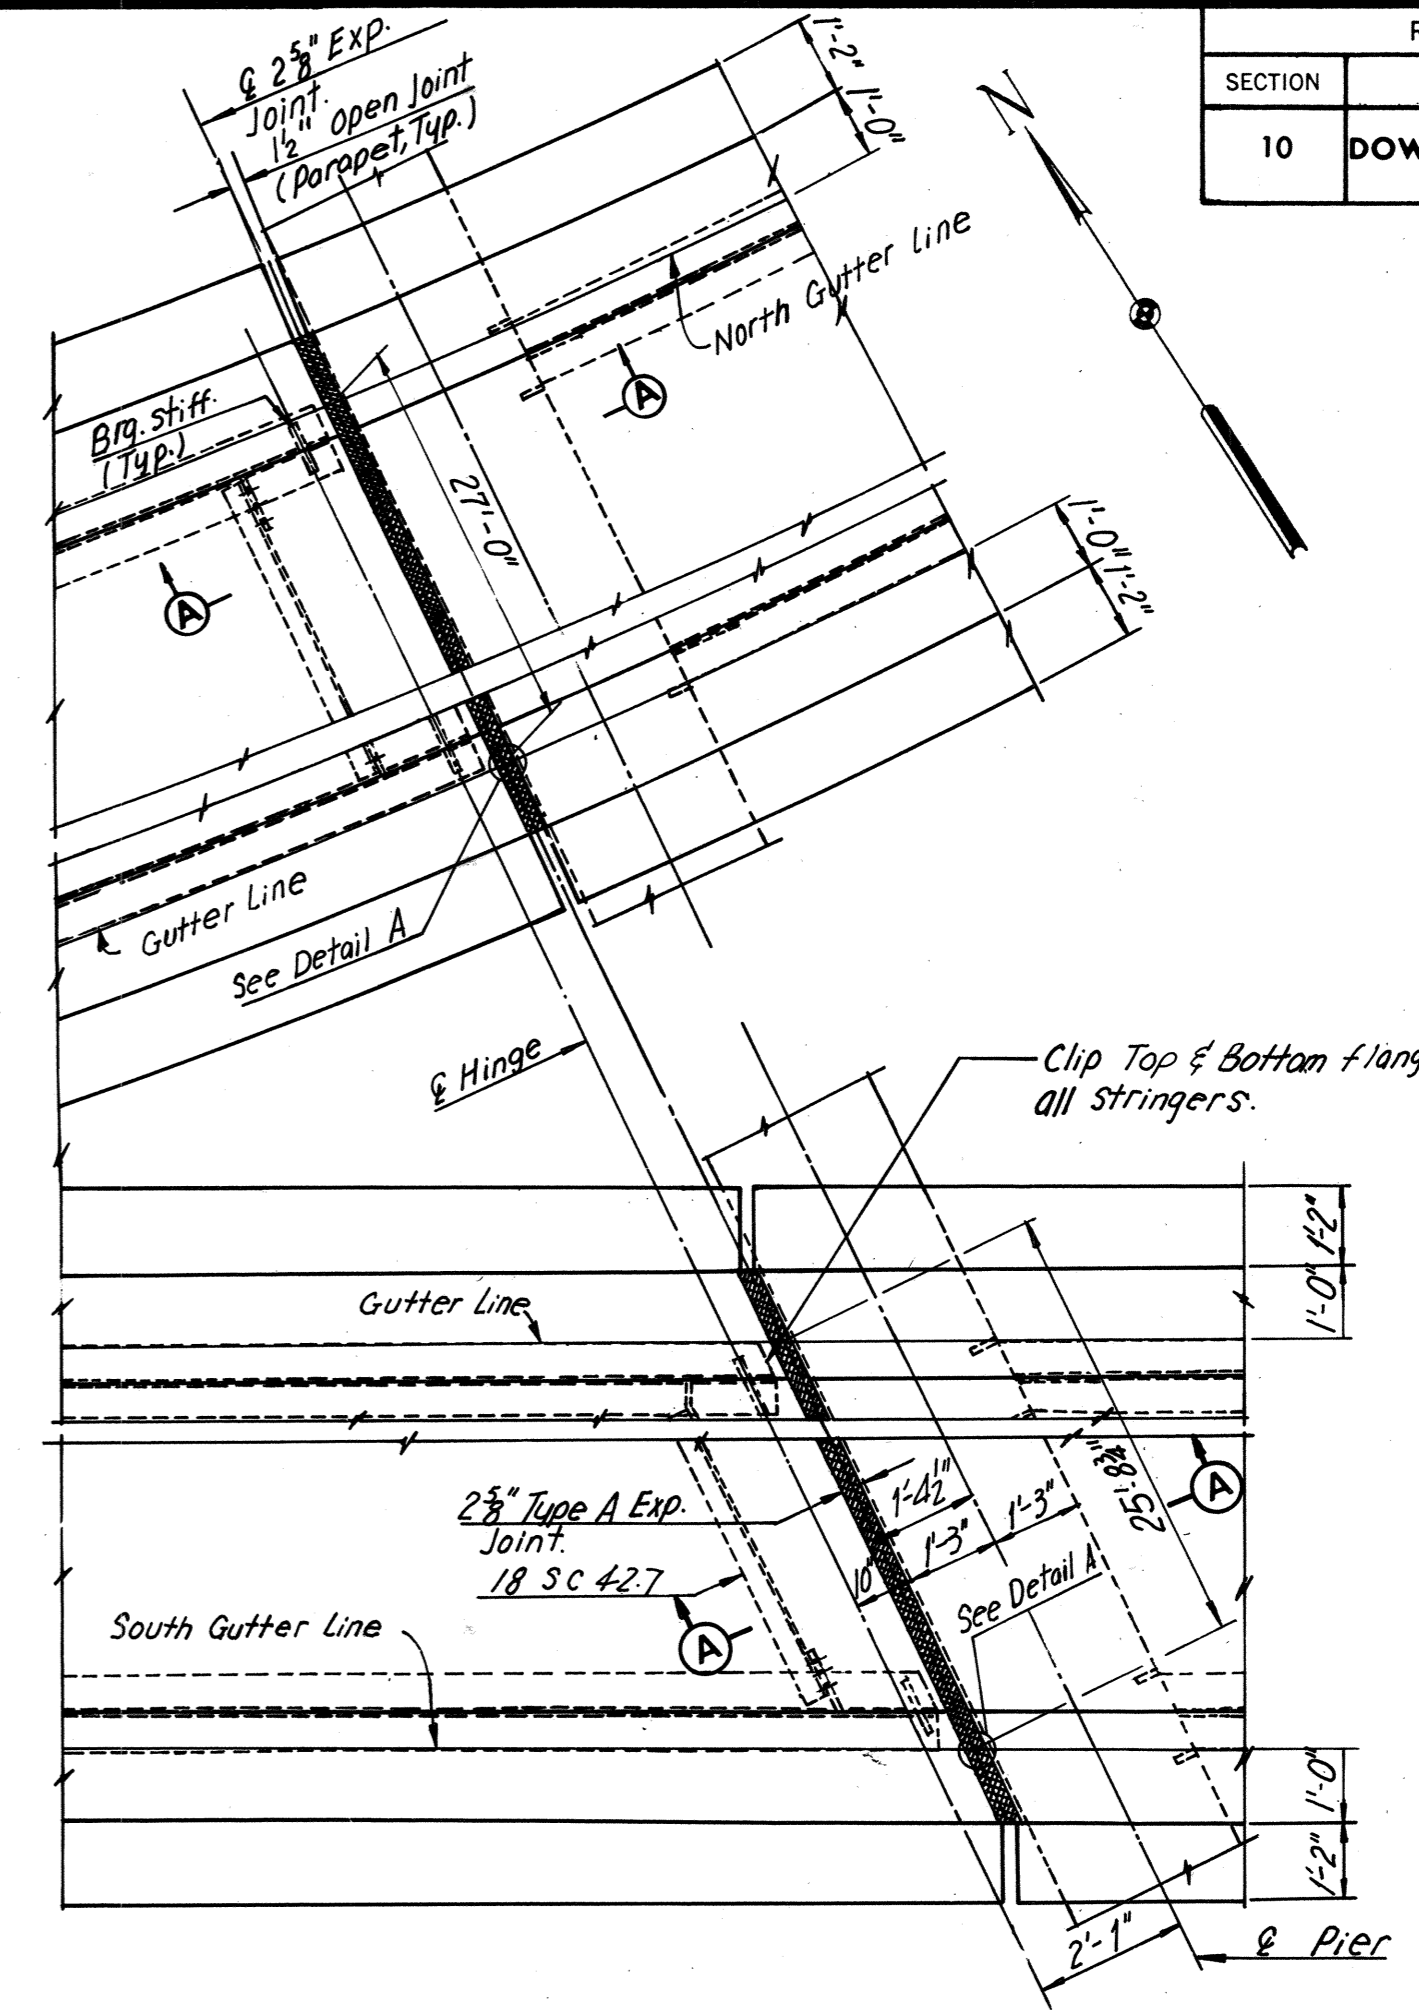 ℄ 2⅝" Exp.
Joint.
1½" open Joint
(Parapet, Typ.)
1'-2"
1'-0"
N
SECTION
10
North Gutter line
A
Brg. stiff.
(Typ.)
27'-0"
A
1'-0"
1'-2"
Gutter Line
See Detail A
℄ Hinge
Clip Top & Bottom
all stringers.
1'-2"
1'-0"
Gutter Line
25'-8¾"
A
2⅝" Type A Exp.
Joint.
18 SC 42.7
1'-4½"
1'-3"
1'-3"
10"
See Detail A
A
South Gutter Line
1'-0"
1'-2"
2'-1"
℄ Pier